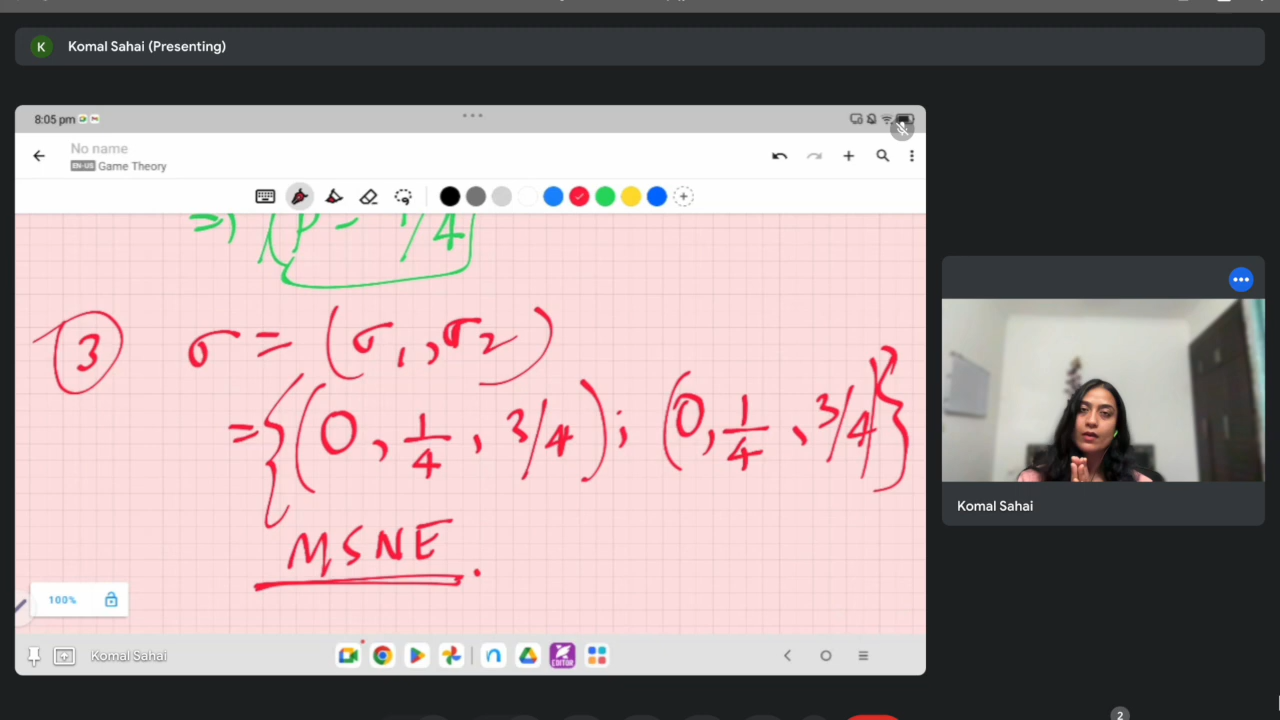 K Komal Sahai (Presenting)
8:05 pm
No name
EN-US Game Theory
=) p = 1/4
3 σ = (σ1, σ2)
= {(0, 1/4, 3/4); (0, 1/4, 3/4)}
MSNE.
100%
Komal Sahai
EDITOR
Komal Sahai
2